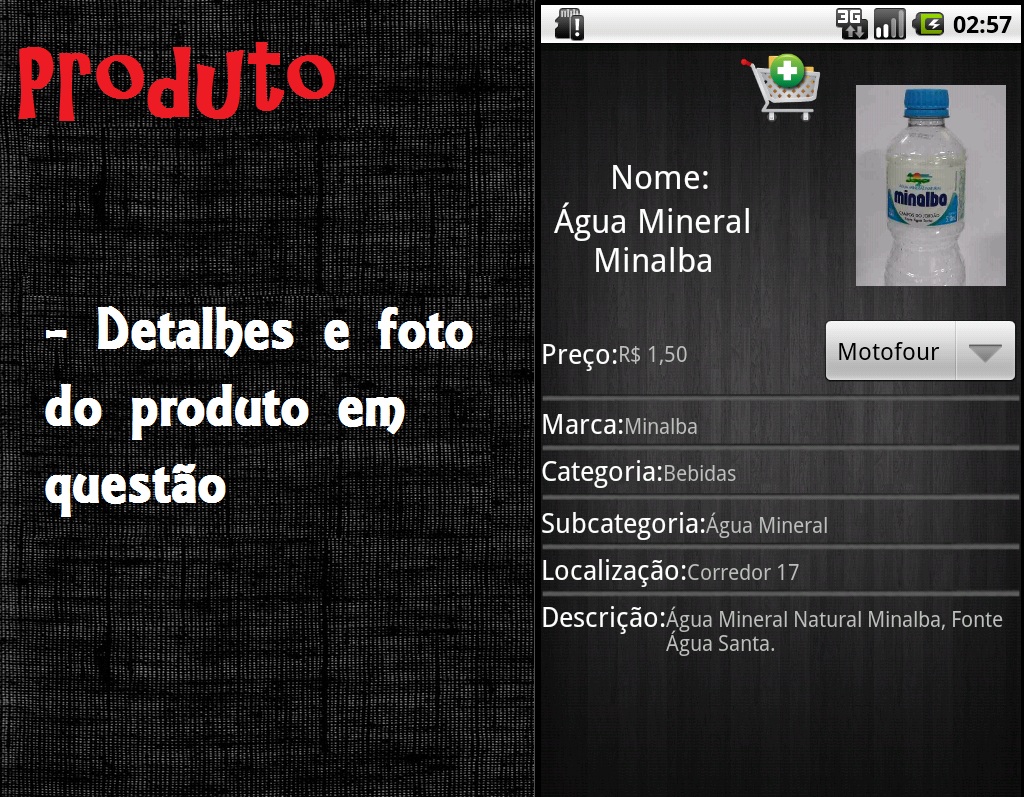 Produto
- Detalhes e foto
do produto em
questão
3G
02:57
Nome:
Água Mineral
Minalba
minalba
Preço:R$ 1,50
Motofour
Marca:Minalba
Categoria:Bebidas
Subcategoria:Água Mineral
Localização:Corredor 17
Descrição:Água Mineral Natural Minalba, Fonte
Água Santa.